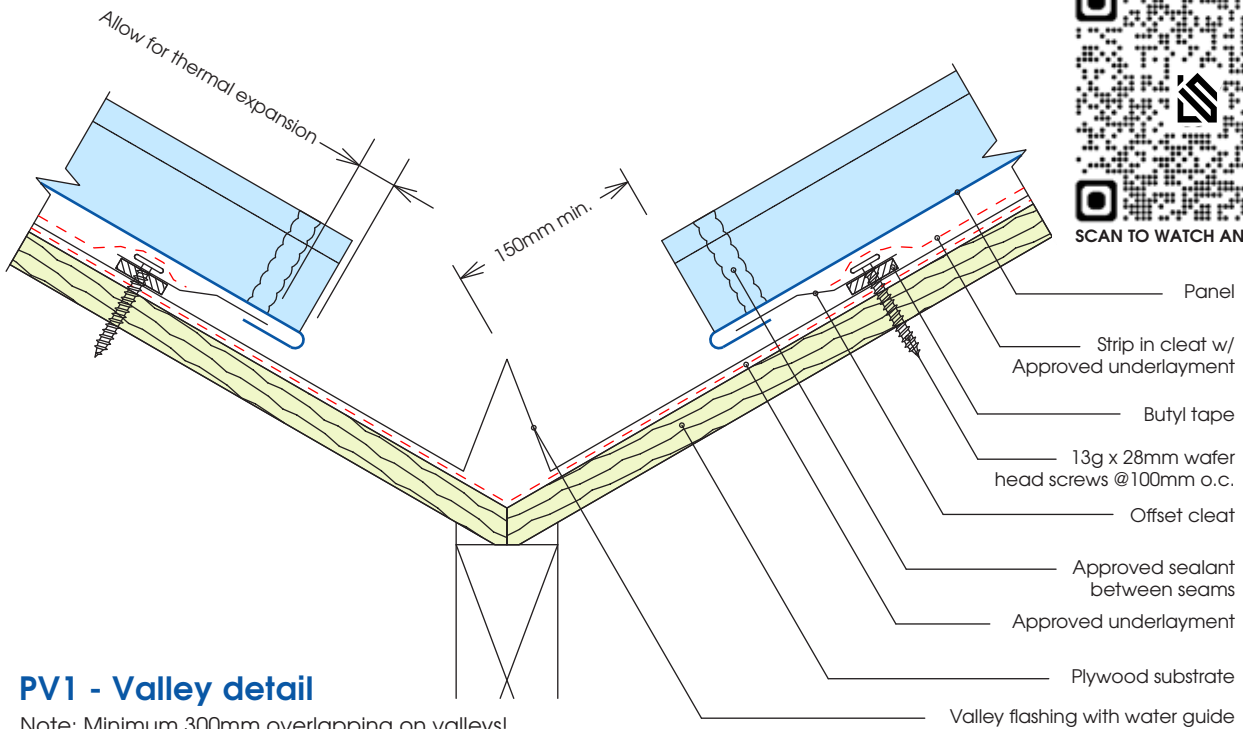 Allow for thermal expansion
150mm min.
SCAN TO WATCH AN
Panel
Strip in cleat w/
Approved underlayment
Butyl tape
13g x 28mm wafer
head screws @100mm o.c.
Offset cleat
Approved sealant
between seams
Approved underlayment
Plywood substrate
Valley flashing with water guide
PV1 - Valley detail
Note: Minimum 300mm overlapping on valleys!